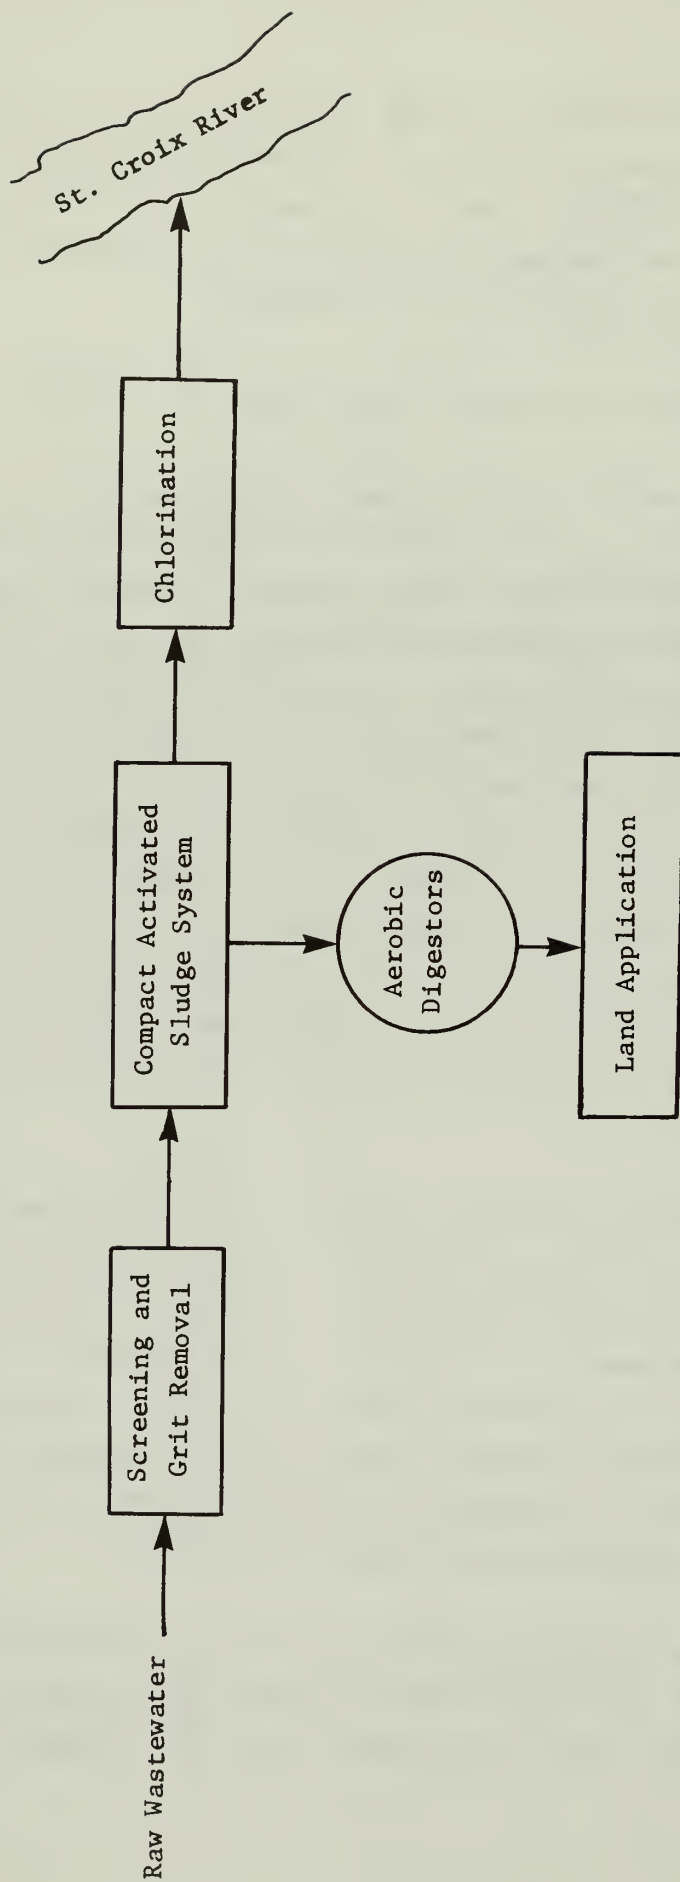 Raw Wastewater
Screening and
Grit Removal
Compact Activated
Sludge System
Chlorination
St. Croix River
Aerobic
Digestors
Land Application